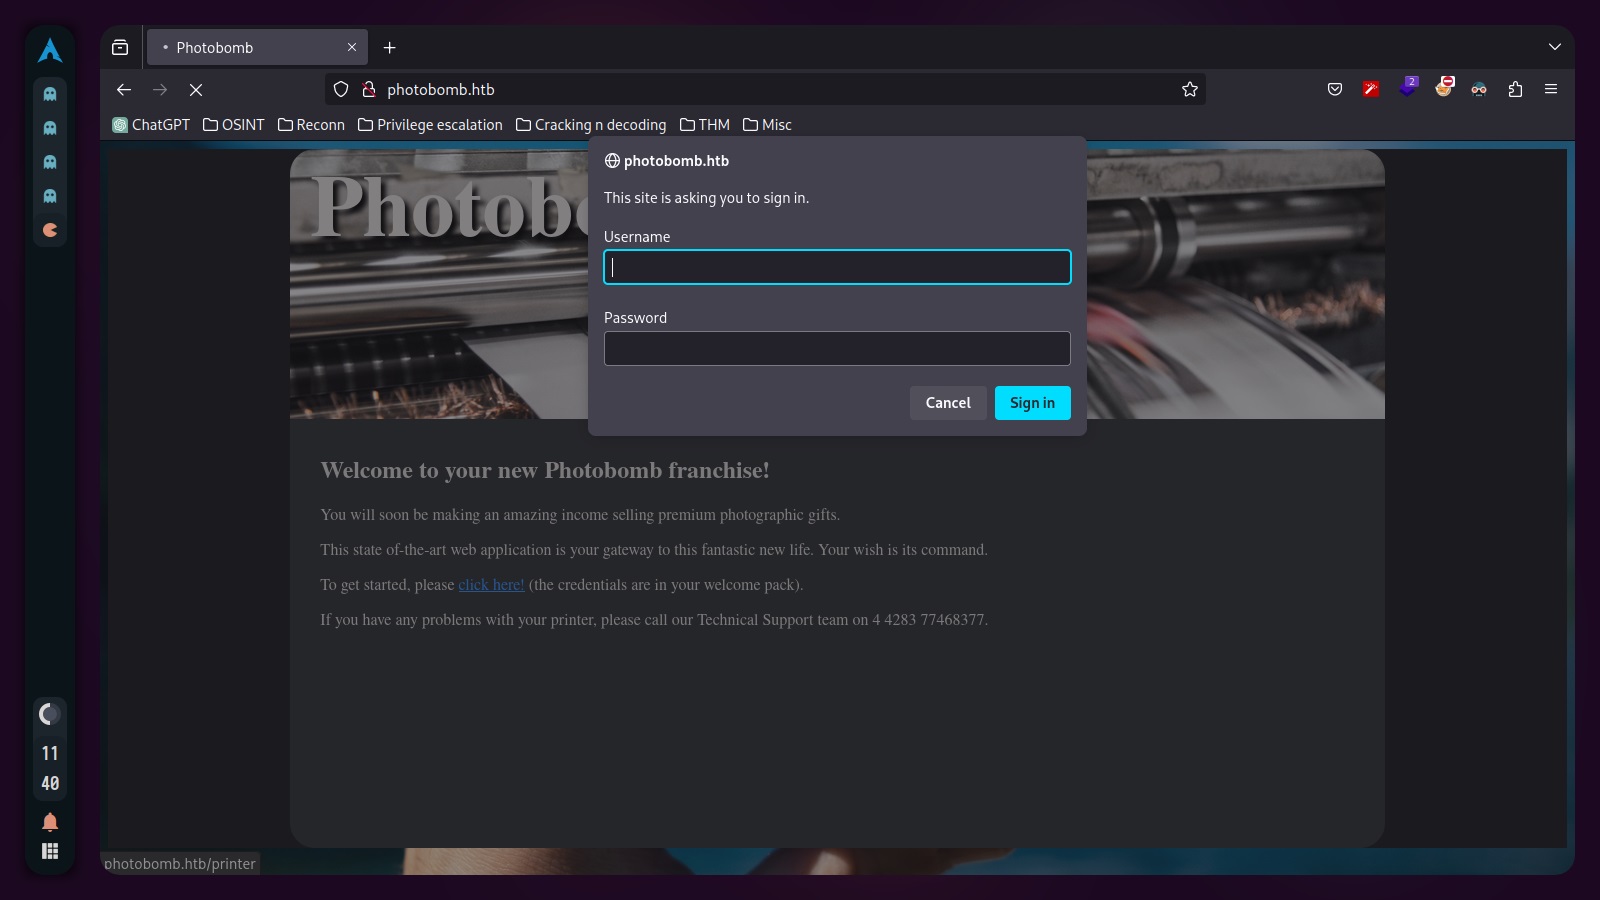 Photobomb
photobomb.htb
2
ChatGPT OSINT Reconn Privilege escalation Cracking n decoding THM Misc
photobomb.htb
This site is asking you to sign in.
Username
Password
Cancel Sign in
Photob
Welcome to your new Photobomb franchise!
You will soon be making an amazing income selling premium photographic gifts.
This state of-the-art web application is your gateway to this fantastic new life. Your wish is its command.
To get started, please click here! (the credentials are in your welcome pack).
If you have any problems with your printer, please call our Technical Support team on 4 4283 77468377.
11
40
photobomb.htb/printer